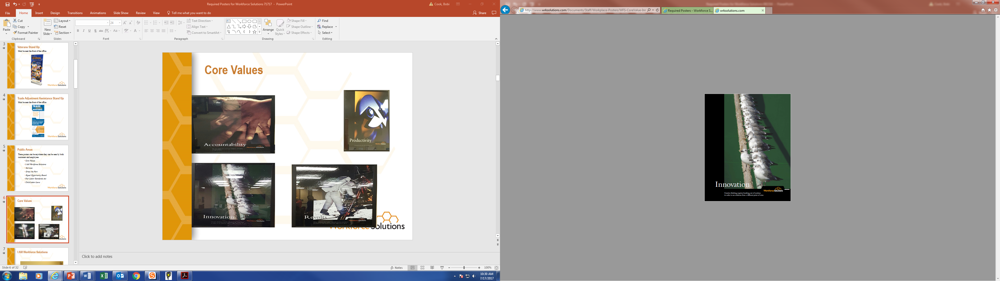 Required Posters for Workforce Solutions 71717 - PowerPoint
Cook, Bobi
File Home Insert Design Transitions Animations Slide Show Review View Tell me what you want to do
Share
Paste
Cut
Copy
Format Painter
Clipboard
New
Slide
Layout
Reset
Section
Slides
24
B I U S abc AV Aa A
Font
Text Direction
Align Text
Convert to SmartArt
Paragraph
Arrange
Quick
Styles
Shape Fill
Shape Outline
Shape Effects
Drawing
Find
Replace
Select
Editing
3
Veterans Stand Up
Must be near the front of the office
VETERAN
Workforce Solutions
4
Trade Adjustment Assistance Stand Up
Must be near the front of the office
TRADE
ASSISTANCE
Workforce Solutions
5
Public Areas
These posters can be anywhere they can be seen by both
customers and employees
• Core Values
• I AM Workforce Solutions
• Services
• Dress the Part
• Equal Opportunity Board
• Fair Labor Standards Act
• Child Labor Laws
Workforce Solutions
6
Core Values
7
I AM Workforce Solutions
Core Values
Accountability
Workforce Solutions
Productivity
Innovation
Workforce Solutions
Results
Workforce Solutions
Workforce Solutions
Click to add notes
Slide 6 of 32
Notes
100%
10:30 AM
7/17/2017
http://www.wrksolutions.com/Documents/Staff/Workplace-Posters/WFS-CoreValue-Inr
Required Posters - Workforce S...
wrksolutions.com
Innovation
Workforce Solutions
Creative thinking requires breaking out of routines
in order to see solutions from a different point of view.